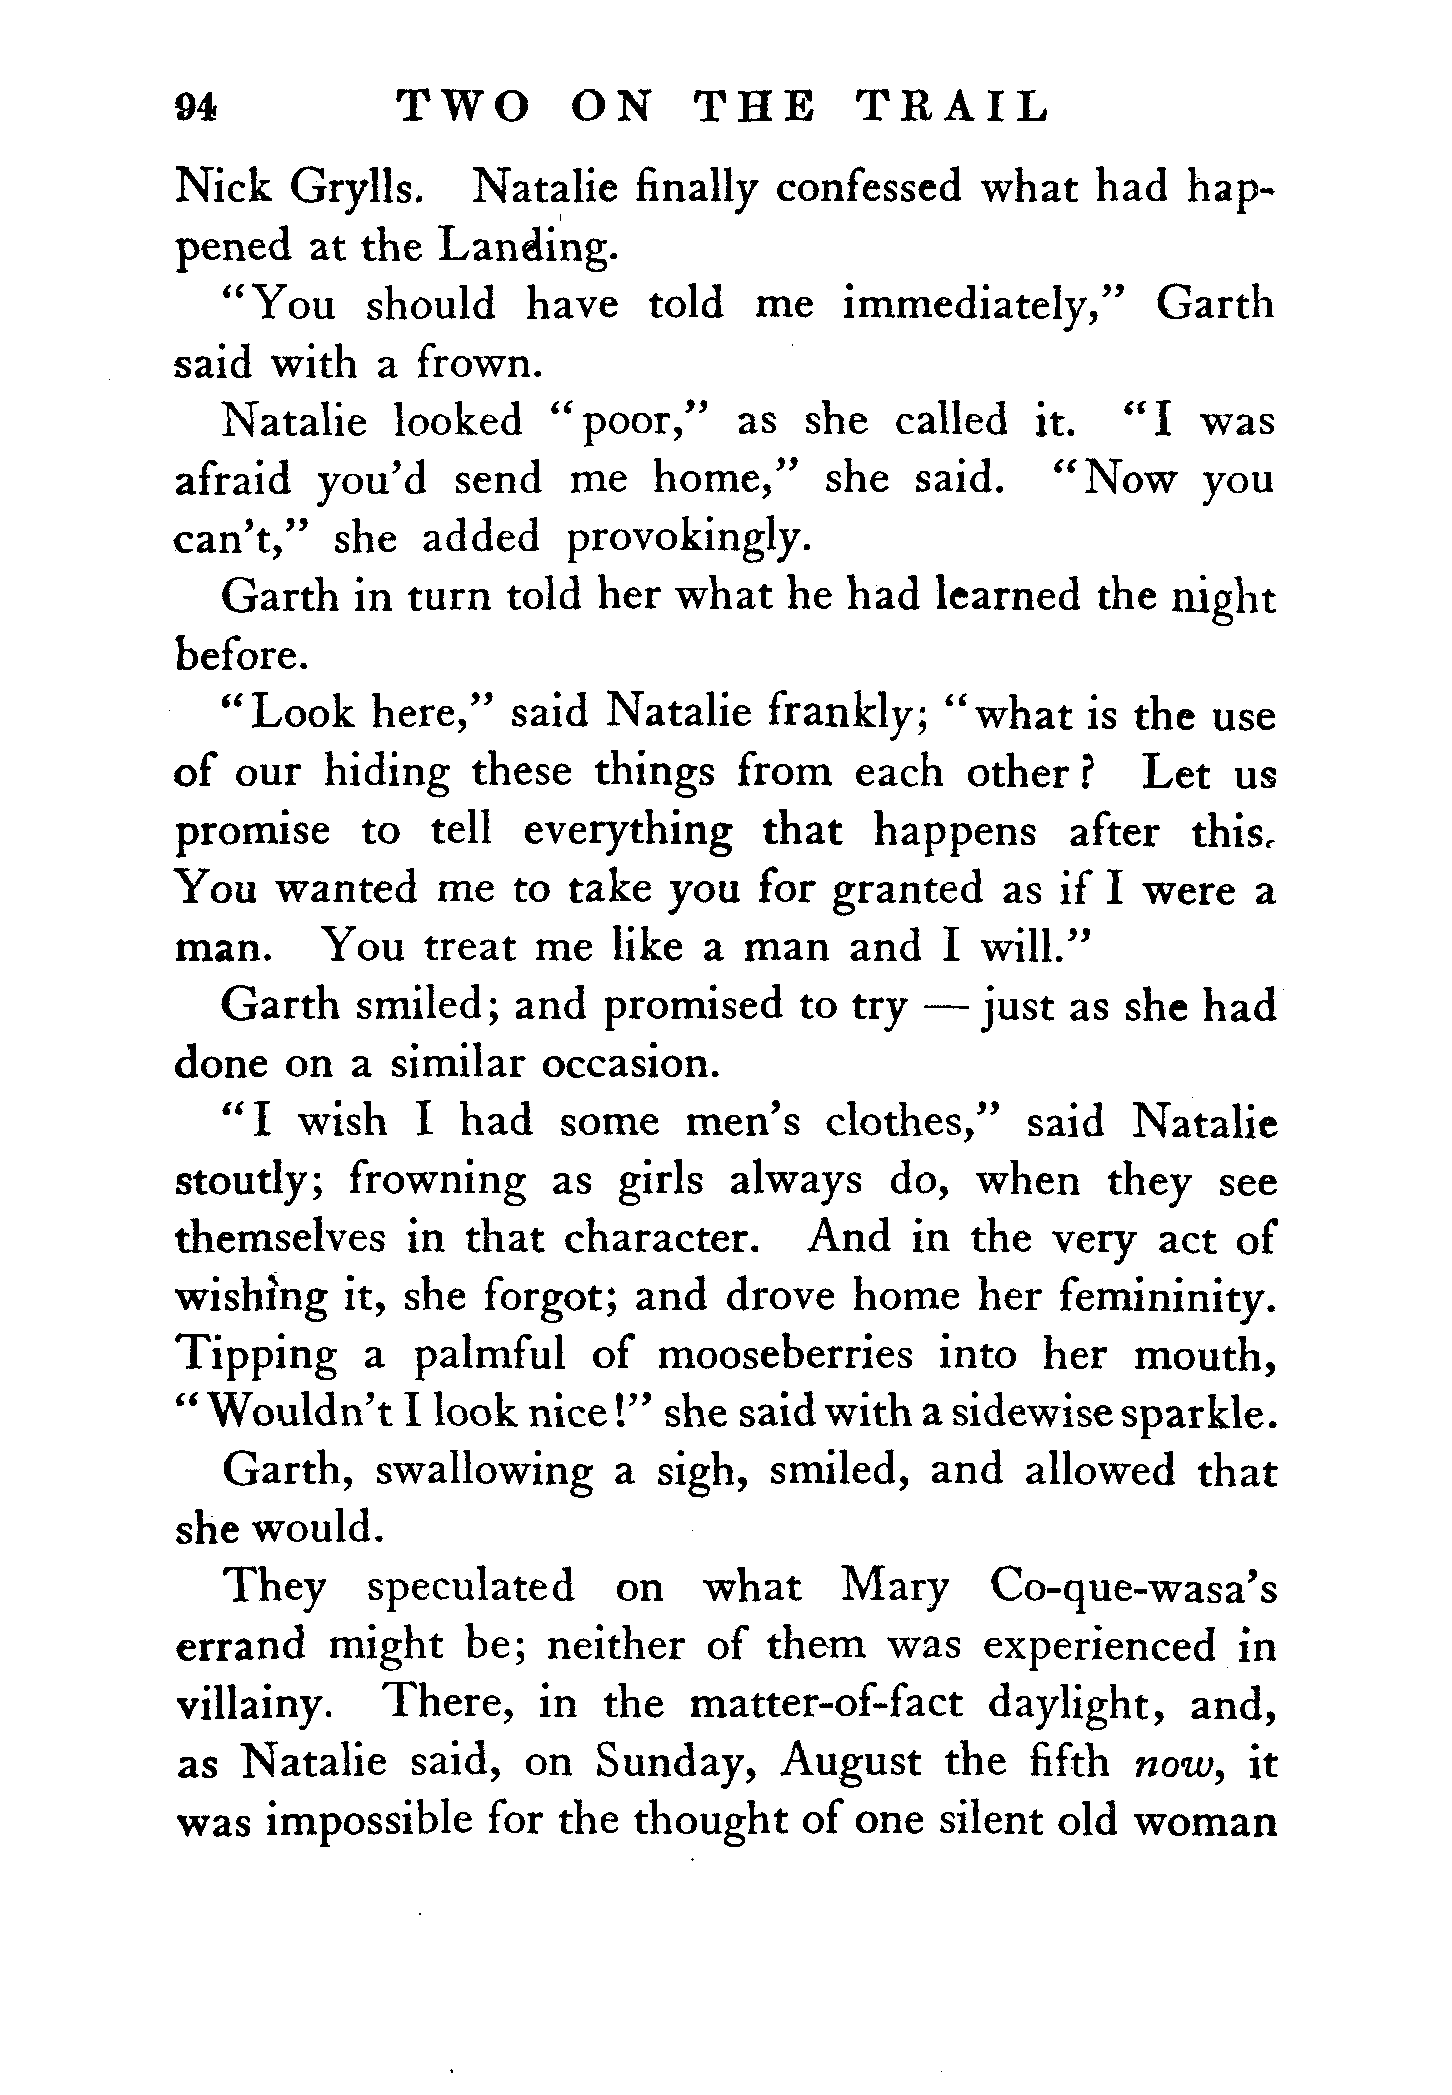 94 TWO ON THE TRAIL
Nick Grylls. Natalie finally confessed what had hap-
pened at the Landing.
"You should have told me immediately," Garth
said with a frown.
Natalie looked "poor," as she called it. "I was
afraid you'd send me home," she said. "Now you
can't," she added provokingly.
Garth in turn told her what he had learned the night
before.
"Look here," said Natalie frankly; "what is the use
of our hiding these things from each other? Let us
promise to tell everything that happens after this.
You wanted me to take you for granted as if I were a
man. You treat me like a man and I will."
Garth smiled; and promised to try — just as she had
done on a similar occasion.
"I wish I had some men's clothes," said Natalie
stoutly; frowning as girls always do, when they see
themselves in that character. And in the very act of
wishing it, she forgot; and drove home her femininity.
Tipping a palmful of mooseberries into her mouth,
"Wouldn't I look nice!" she said with a sidewise sparkle.
Garth, swallowing a sigh, smiled, and allowed that
she would.
They speculated on what Mary Co-que-wasa's
errand might be; neither of them was experienced in
villainy. There, in the matter-of-fact daylight, and,
as Natalie said, on Sunday, August the fifth now, it
was impossible for the thought of one silent old woman